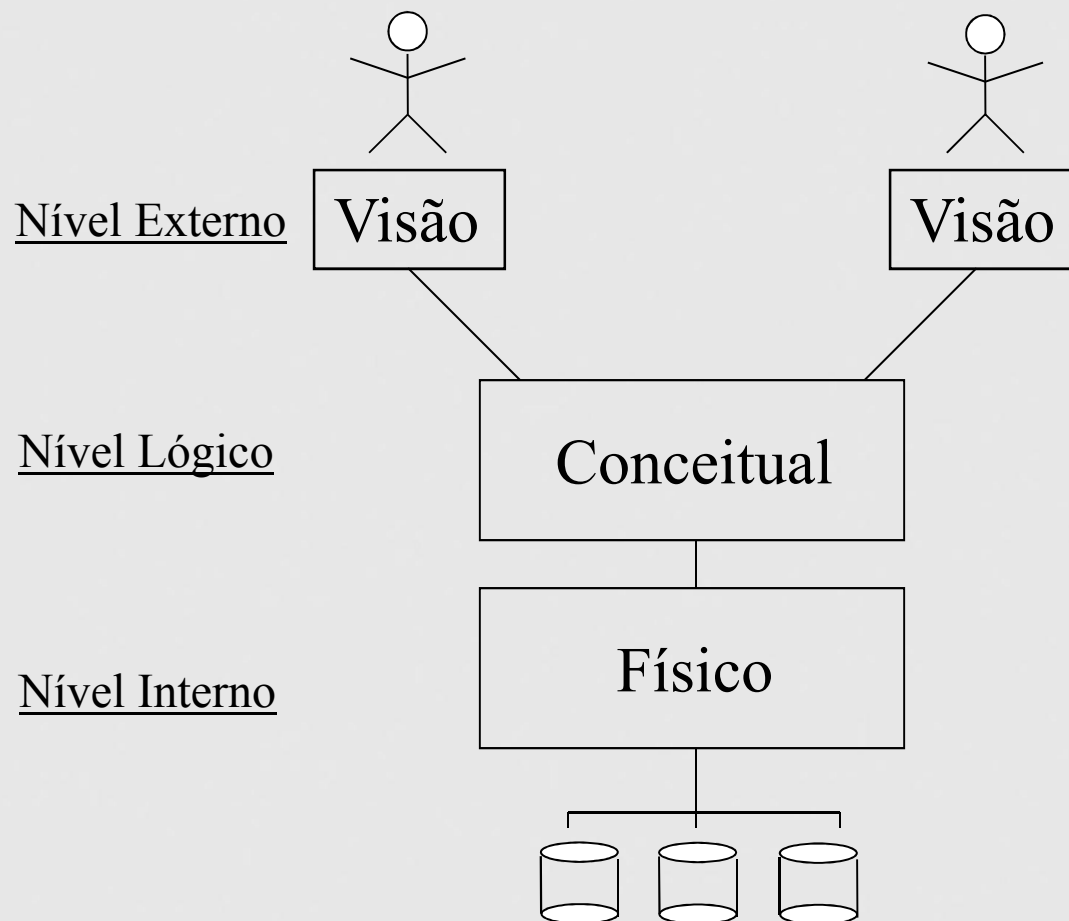 Nível Externo
Visão
Visão
Nível Lógico
Conceitual
Nível Interno
Físico